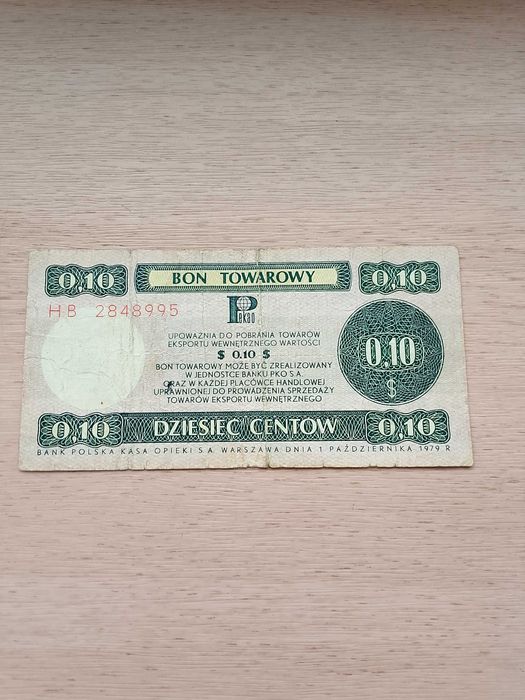 0,10 BON TOWAROWY 0,10
HB 2848995
Pekao
UPOWAŻNIA DO POBRANIA TOWARÓW
EKSPORTU WEWNĘTRZNEGO WARTOŚCI
$ 0.10 $
BON TOWAROWY MOŻE BYĆ ZREALIZOWANY
W JEDNOSTCE BANKU PKO S.A.
ORAZ W KAŻDEJ PLACÓWCE HANDLOWEJ
UPRAWNIONEJ DO PROWADZENIA SPRZEDAŻY
TOWARÓW EKSPORTU WEWNĘTRZNEGO
0,10
$
0,10 DZIESIĘĆ CENTÓW 0,10
BANK POLSKA KASA OPIEKI S.A. WARSZAWA DNIA 1 PAŹDZIERNIKA 1979 R